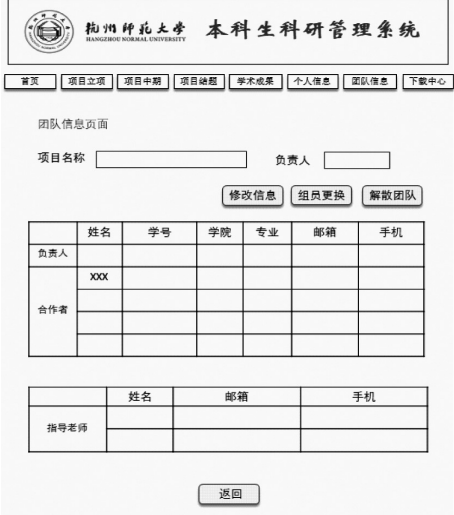 杭州师范大学 本科生科研管理系统
HANGZHOU NORMAL UNIVERSITY
首页 项目立项 项目中期 项目结题 学术成果 个人信息 团队信息 下载中心
团队信息页面
项目名称 负责人
修改信息 组员更换 解散团队
姓名 学号 学院 专业 邮箱 手机
负责人
XXX
合作者
姓名 邮箱 手机
指导老师
返回